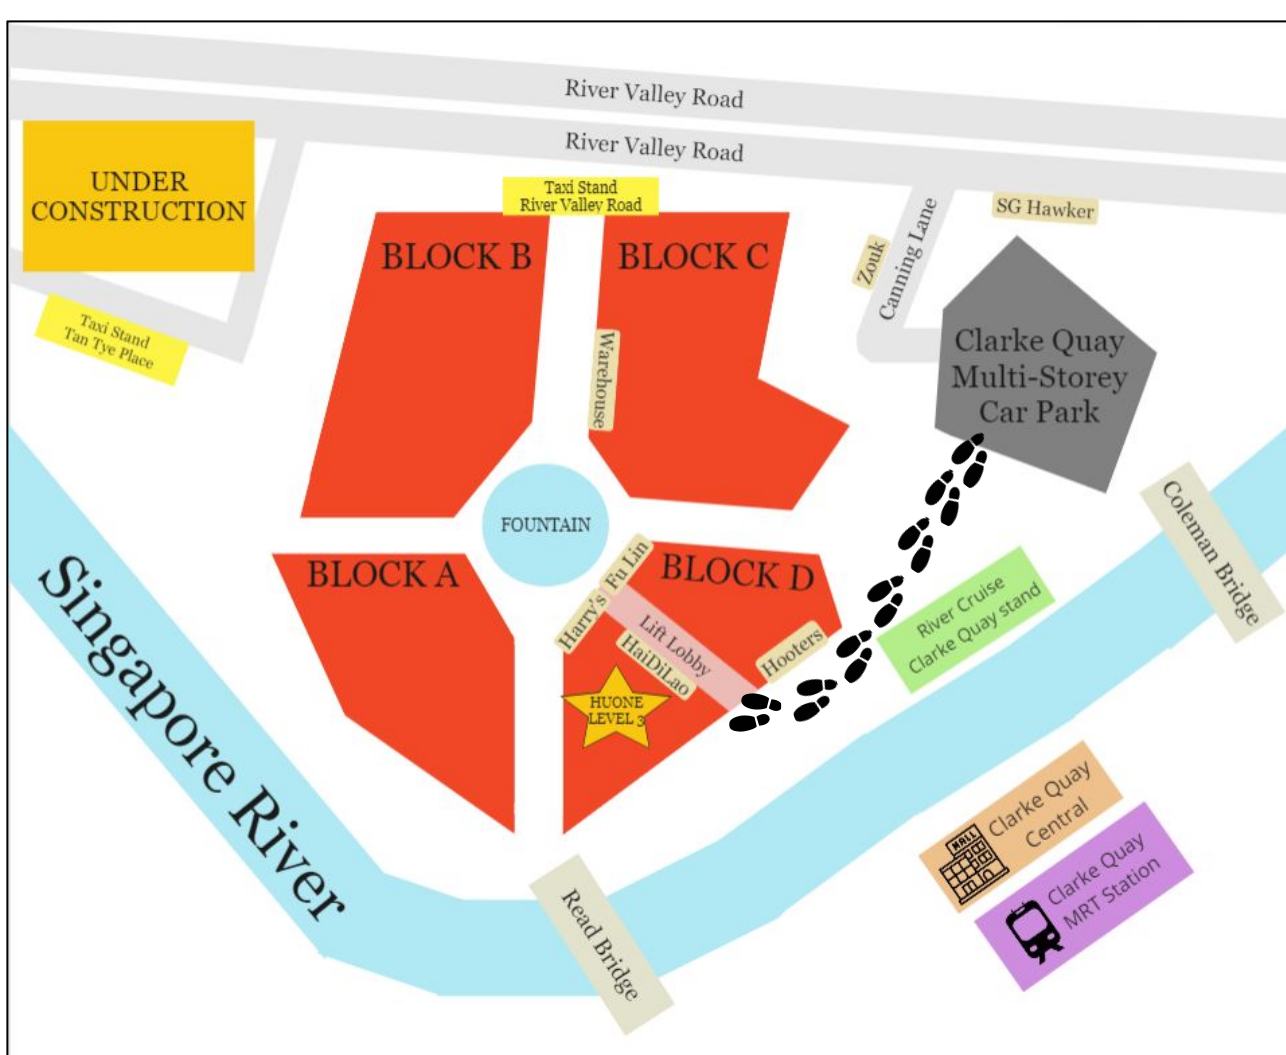 River Valley Road
River Valley Road
UNDER
CONSTRUCTION
Taxi Stand
River Valley Road
SG Hawker
BLOCK B
BLOCK C
Zouk
Canning Lane
Taxi Stand
Tan Tye Place
Warehouse
Clarke Quay
Multi-Storey
Car Park
FOUNTAIN
Coleman Bridge
BLOCK A
Fu Lin
BLOCK D
Harry's
Lift Lobby
HaiDiLao
Hooters
River Cruise
Clarke Quay stand
HUONE
LEVEL 3
Singapore River
MALL
Clarke Quay
Central
Clarke Quay
MRT Station
Read Bridge